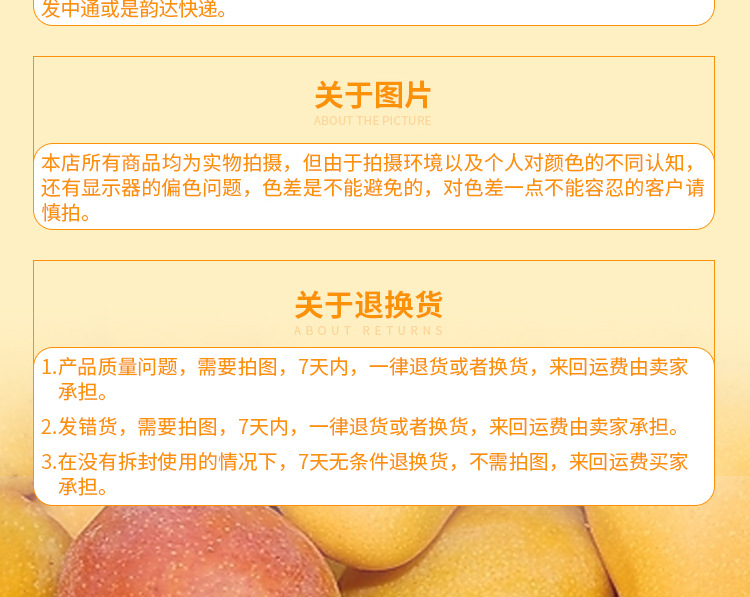 发中通或是韵达快递。
关于图片
ABOUT THE PICTURE
本店所有商品均为实物拍摄，但由于拍摄环境以及个人对颜色的不同认知，
还有显示器的偏色问题，色差是不能避免的，对色差一点不能容忍的客户请
慎拍。
关于退换货
ABOUT RETURNS
1.产品质量问题，需要拍图，7天内，一律退货或者换货，来回运费由卖家
承担。
2.发错货，需要拍图，7天内，一律退货或者换货，来回运费由卖家承担。
3.在没有拆封使用的情况下，7天无条件退换货，不需拍图，来回运费买家
承担。